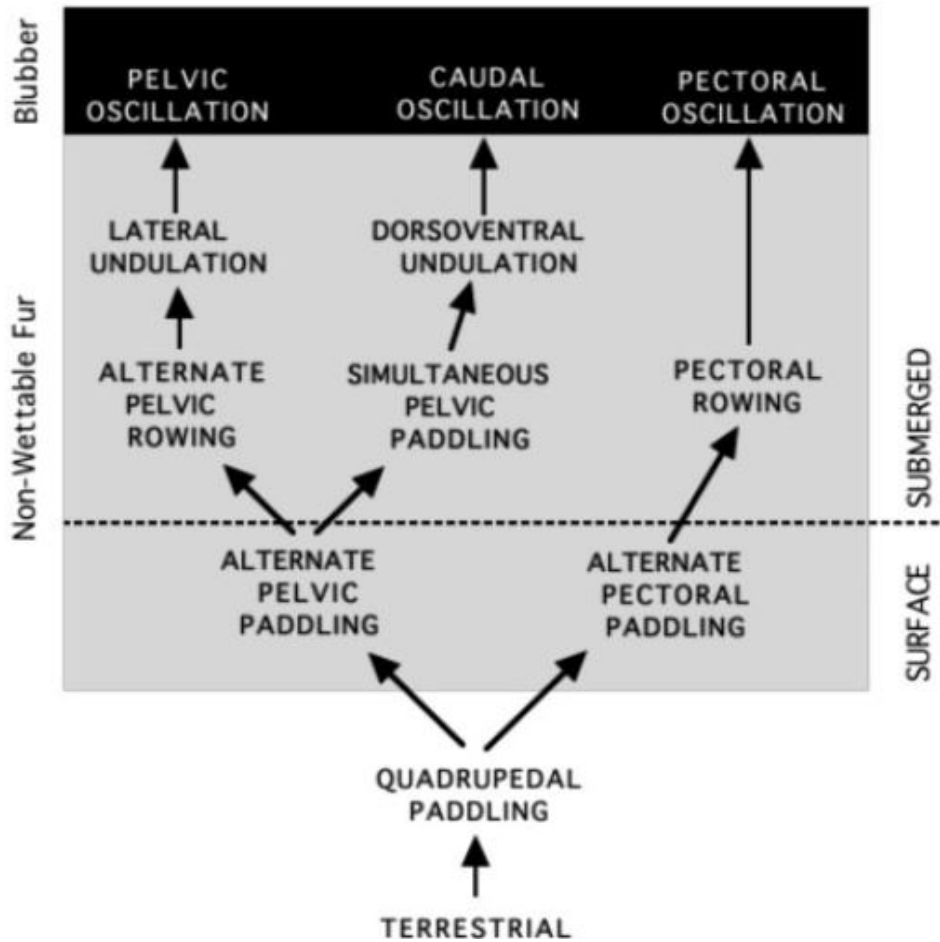 Blubber
PELVIC
OSCILLATION
CAUDAL
OSCILLATION
PECTORAL
OSCILLATION
Non-Wettable Fur
LATERAL
UNDULATION
DORSOVENTRAL
UNDULATION
ALTERNATE
PELVIC
ROWING
SIMULTANEOUS
PELVIC
PADDLING
PECTORAL
ROWING
SUBMERGED
ALTERNATE
PELVIC
PADDLING
ALTERNATE
PECTORAL
PADDLING
SURFACE
QUADRUPEDAL
PADDLING
TERRESTRIAL